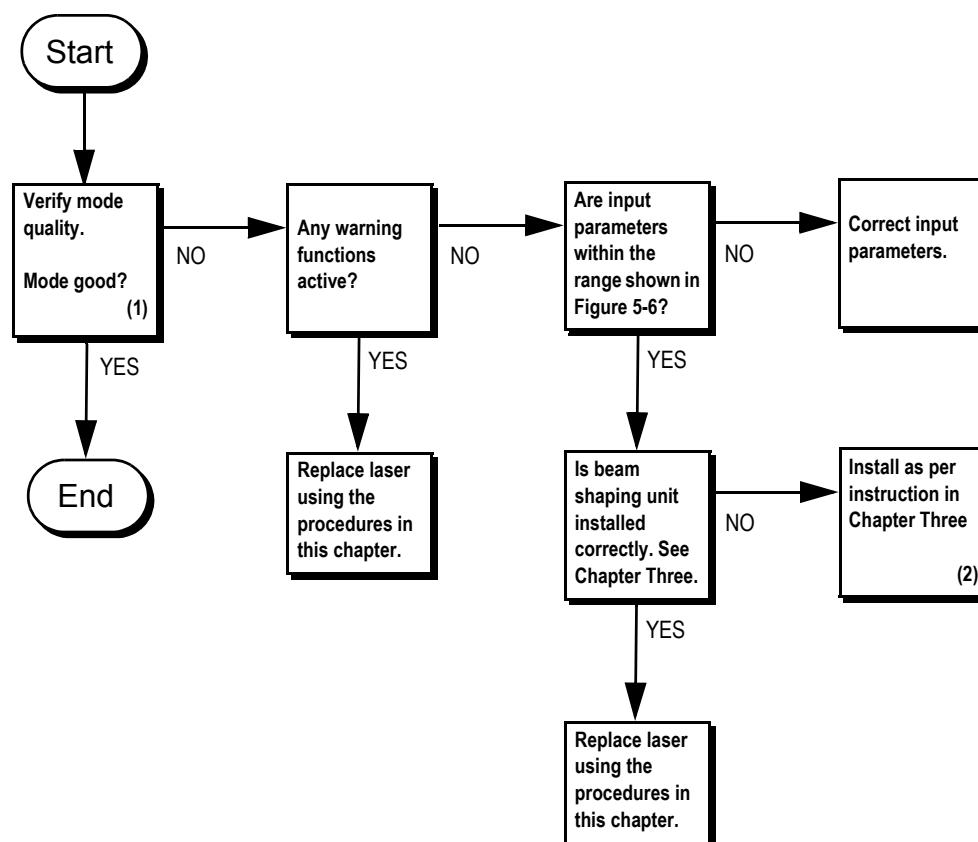 Start
Verify mode
quality.
Mode good?
(1)
NO
YES
End
Any warning
functions
active?
NO
YES
Replace laser
using the
procedures in
this chapter.
Are input
parameters
within the
range shown in
Figure 5-6?
NO
YES
Correct input
parameters.
Is beam
shaping unit
installed
correctly. See
Chapter Three.
NO
YES
Install as per
instruction in
Chapter Three
(2)
Replace laser
using the
procedures in
this chapter.